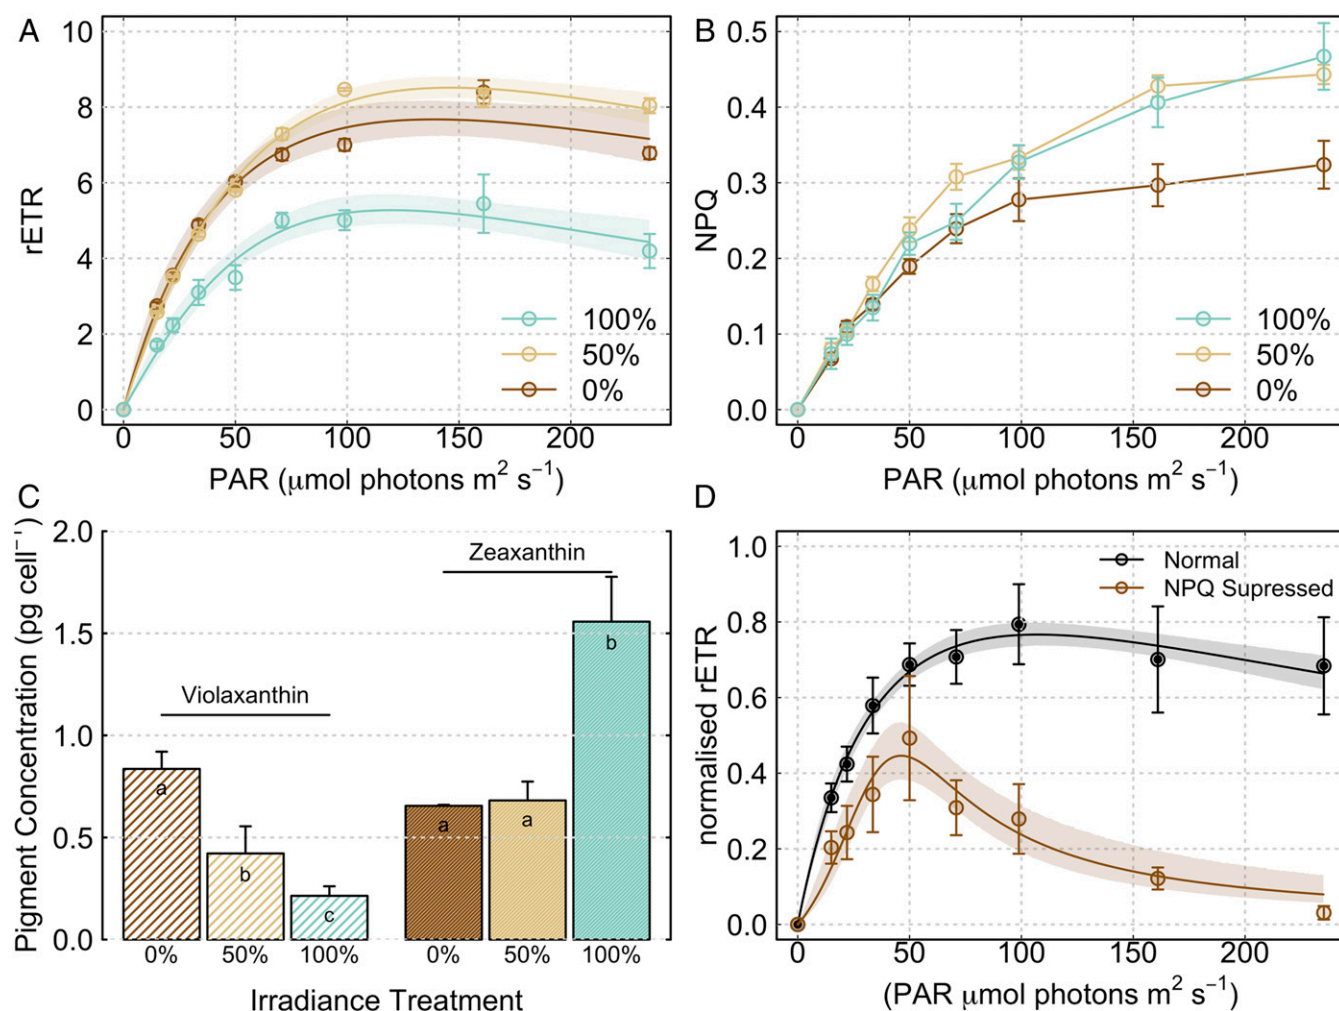 A
10
8
6
4
2
0
rETR
100%
50%
0%
0 50 100 150 200
PAR (μmol photons m² s⁻¹)
B
0.5
0.4
0.3
0.2
0.1
0.0
NPQ
100%
50%
0%
0 50 100 150 200
PAR (μmol photons m² s⁻¹)
C
2.0
1.5
1.0
0.5
0.0
Pigment Concentration (pg cell⁻¹)
Zeaxanthin
Violaxanthin
a
b
c
a
a
b
0% 50% 100% 0% 50% 100%
Irradiance Treatment
D
1.0
0.8
0.6
0.4
0.2
0.0
normalised rETR
Normal
NPQ Supressed
0 50 100 150 200
(PAR μmol photons m² s⁻¹)